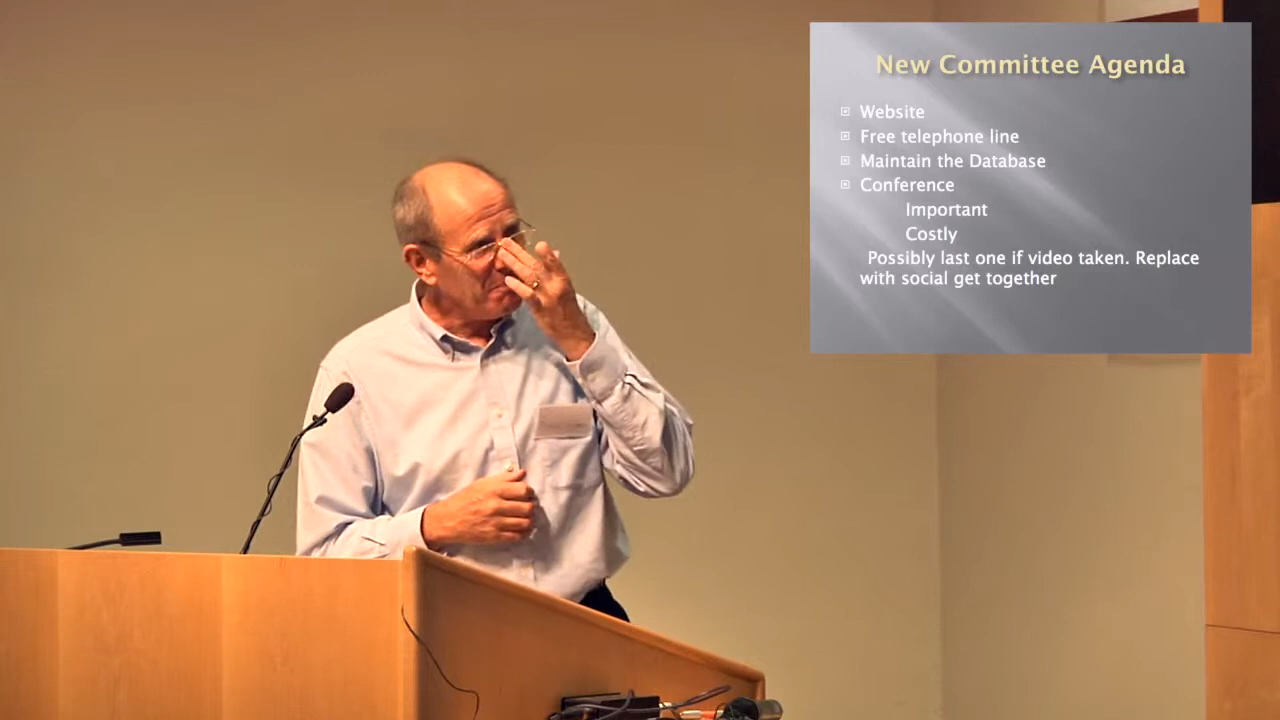 New Committee Agenda
Website
Free telephone line
Maintain the Database
Conference
Important
Costly
Possibly last one if video taken. Replace
with social get together